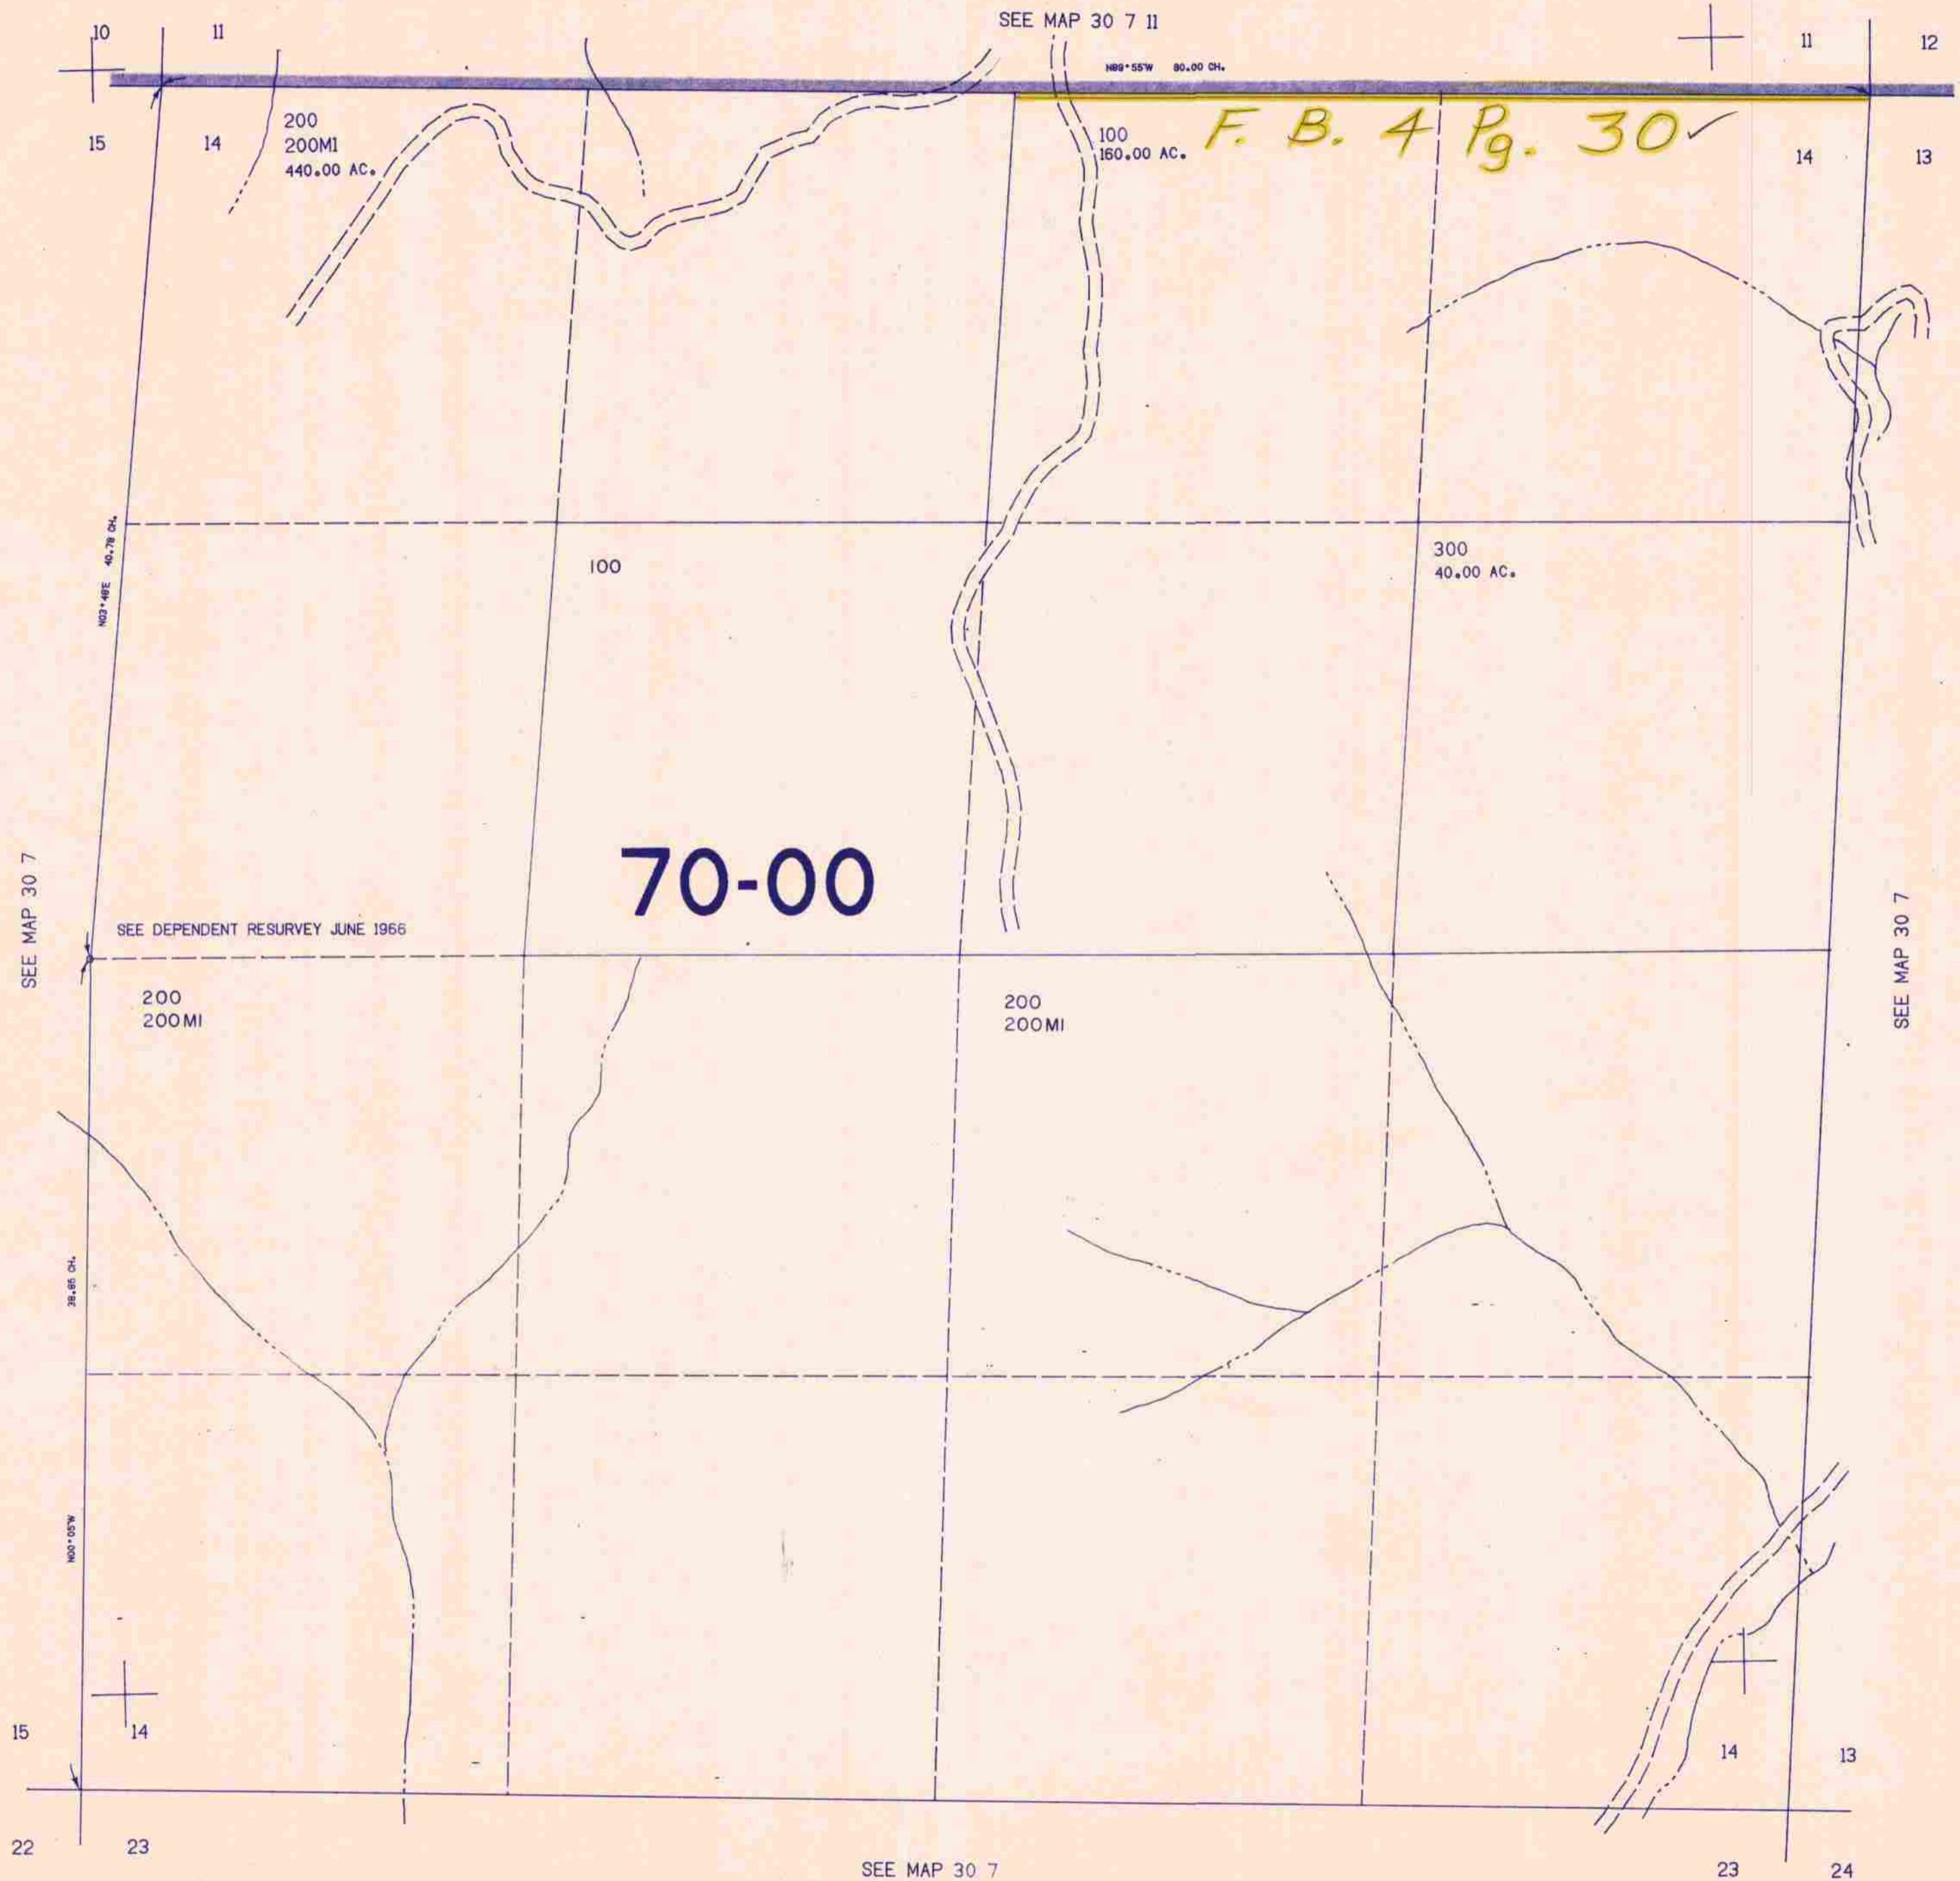 SEE MAP 30 7 11
10 11
11 12
N89°55'W 80.00 CH.
15 14
200
200MI
440.00 AC.
100
160.00 AC.
F. B. 4 Pg. 30 ✓
14 13
N03°48'E 40.78 CH.
100
300
40.00 AC.
70-00
SEE MAP 30 7
SEE DEPENDENT RESURVEY JUNE 1966
SEE MAP 30 7
200
200MI
200
200MI
38.85 CH.
N00°05'W
15 14
14 13
22 23
SEE MAP 30 7
23 24